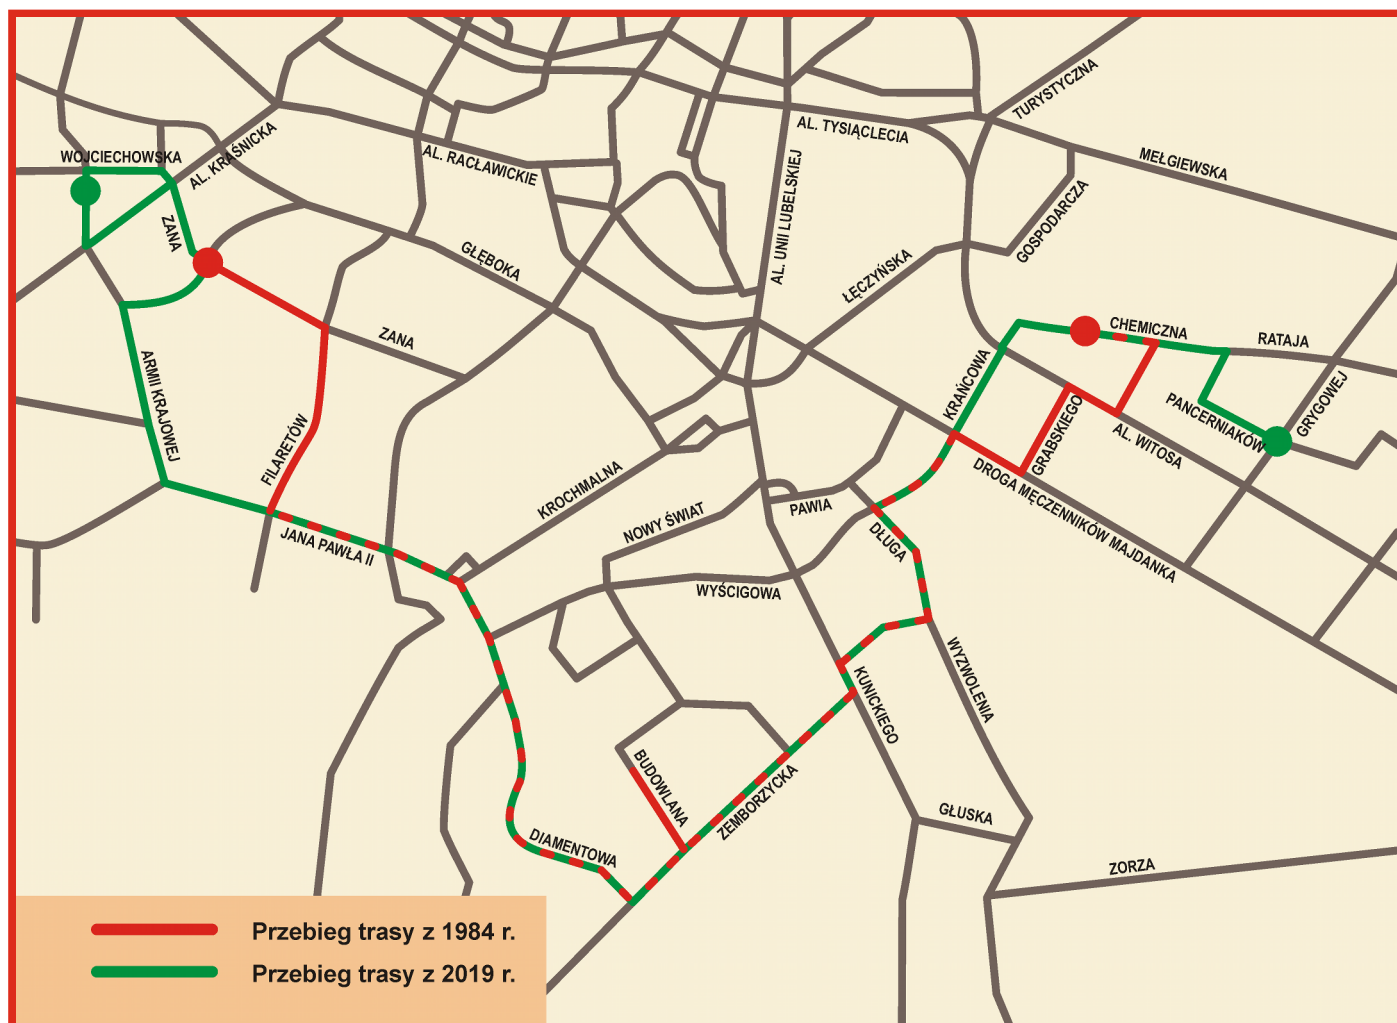 TURYSTYCZNA
AL. TYSIĄCLECIA
MEŁGIEWSKA
WOJCIECHOWSKA
AL. KRAŚNICKA
AL. RACŁAWICKIE
AL. UNII LUBELSKIEJ
GOSPODARCZA
ZANA
GŁĘBOKA
ŁĘCZYŃSKA
ZANA
CHEMICZNA
RATAJA
ARMII KRAJOWEJ
KRAŃCOWA
GRABSKIEGO
PANCERNIAKÓW
GRYGOWEJ
AL. WITOSA
FILARETÓW
KROCHMALNA
DROGA MĘCZENNIKÓW MAJDANKA
NOWY ŚWIAT
PAWIA
DŁUGA
JANA PAWŁA II
WYŚCIGOWA
WYZWOLENIA
KUNICKIEGO
BUDOWLANA
ZEMBORZYCKA
GŁUSKA
DIAMENTOWA
ZORZA
Przebieg trasy z 1984 r.
Przebieg trasy z 2019 r.